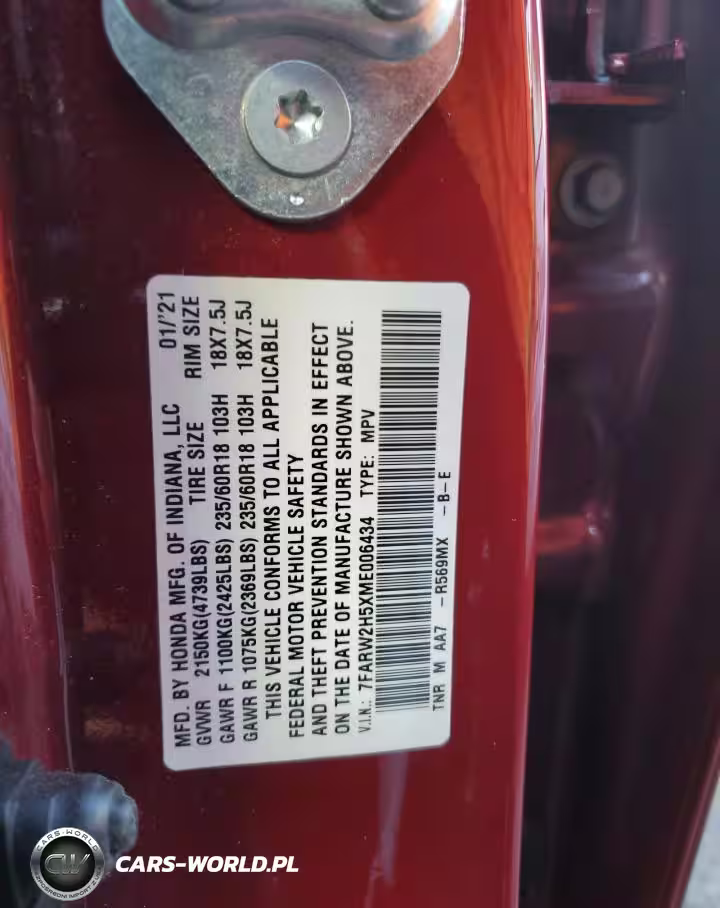 MFD. BY HONDA MFG. OF INDIANA, LLC 01/'21
GVWR 2150KG(4739LBS) TIRE SIZE RIM SIZE
GAWR F 1100KG(2425LBS) 235/60R18 103H 18X7.5J
GAWR R 1075KG(2369LBS) 235/60R18 103H 18X7.5J
THIS VEHICLE CONFORMS TO ALL APPLICABLE
FEDERAL MOTOR VEHICLE SAFETY
AND THEFT PREVENTION STANDARDS IN EFFECT
ON THE DATE OF MANUFACTURE SHOWN ABOVE.
V.I.N.: 7FARW2H5XME006434 TYPE: MPV
TNR M AA7 -R569MX -B-E
CARS-WORLD
CW
CARS-WORLD.PL